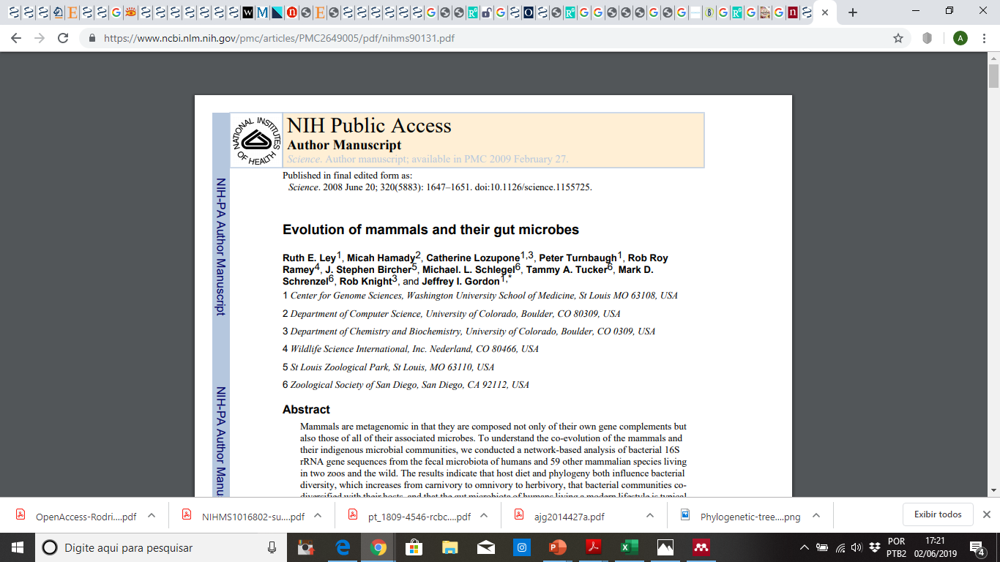 https://www.ncbi.nlm.nih.gov/pmc/articles/PMC2649005/pdf/nihms90131.pdf
A
NATIONAL INSTITUTES OF HEALTH
NIH Public Access
Author Manuscript
Science. Author manuscript; available in PMC 2009 February 27.
Published in final edited form as:
Science. 2008 June 20; 320(5883): 1647–1651. doi:10.1126/science.1155725.
NIH-PA Author Manuscript
Evolution of mammals and their gut microbes
Ruth E. Ley1, Micah Hamady2, Catherine Lozupone1,3, Peter Turnbaugh1, Rob Roy
Ramey4, J. Stephen Bircher5, Michael. L. Schlegel6, Tammy A. Tucker6, Mark D.
Schrenzel6, Rob Knight3, and Jeffrey I. Gordon1,*
1 Center for Genome Sciences, Washington University School of Medicine, St Louis MO 63108, USA
2 Department of Computer Science, University of Colorado, Boulder, CO 80309, USA
3 Department of Chemistry and Biochemistry, University of Colorado, Boulder, CO 0309, USA
4 Wildlife Science International, Inc. Nederland, CO 80466, USA
5 St Louis Zoological Park, St Louis, MO 63110, USA
6 Zoological Society of San Diego, San Diego, CA 92112, USA
NIH-PA Author Manu
Abstract
Mammals are metagenomic in that they are composed not only of their own gene complements but
also those of all of their associated microbes. To understand the co-evolution of the mammals and
their indigenous microbial communities, we conducted a network-based analysis of bacterial 16S
rRNA gene sequences from the fecal microbiota of humans and 59 other mammalian species living
in two zoos and the wild. The results indicate that host diet and phylogeny both influence bacterial
diversity, which increases from carnivory to omnivory to herbivory, that bacterial communities co-
diversified with their hosts, and that the gut microbiota of humans living a modern lifestyle is typical
OpenAccess-Rodri....pdf
NIHMS1016802-su....pdf
pt_1809-4546-rcbc....pdf
ajg2014427a.pdf
Phylogenetic-tree....png
Exibir todos
Digite aqui para pesquisar
POR
PTB2
17:21
02/06/2019
4